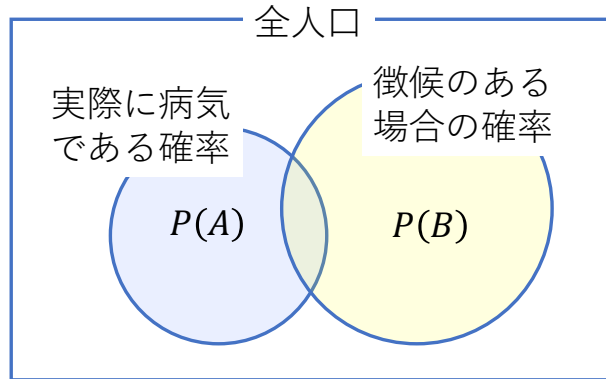 全人口
実際に病気
である確率
徴候のある
場合の確率
P(A)
P(B)